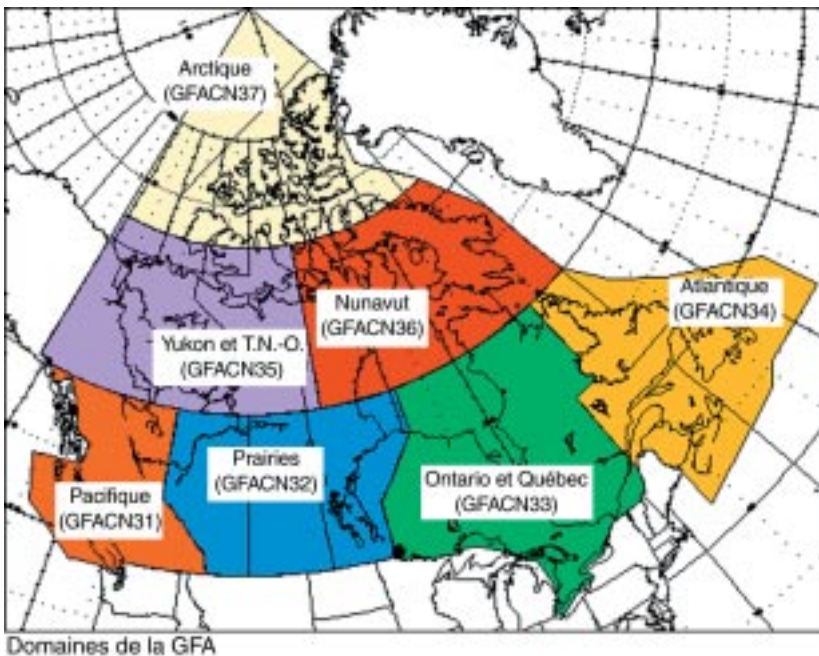 Arctique
(GFACN37)
Nunavut
(GFACN36)
Atlantique
(GFACN34)
Yukon et T.N.-O.
(GFACN35)
Prairies
(GFACN32)
Ontario et Québec
(GFACN33)
Pacifique
(GFACN31)
Domaines de la GFA